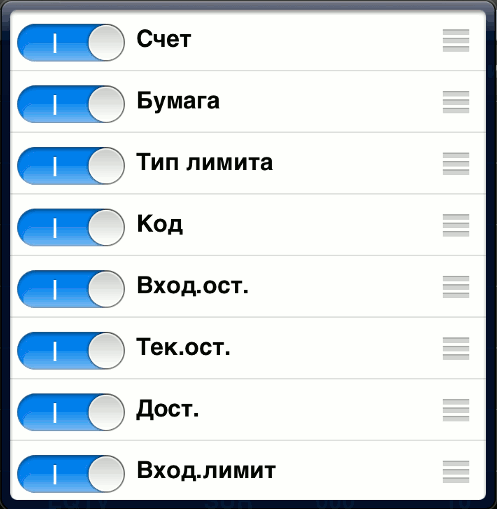 Счет
Бумага
Тип лимита
Код
Вход.ост.
Тек.ост.
Дост.
Вход.лимит